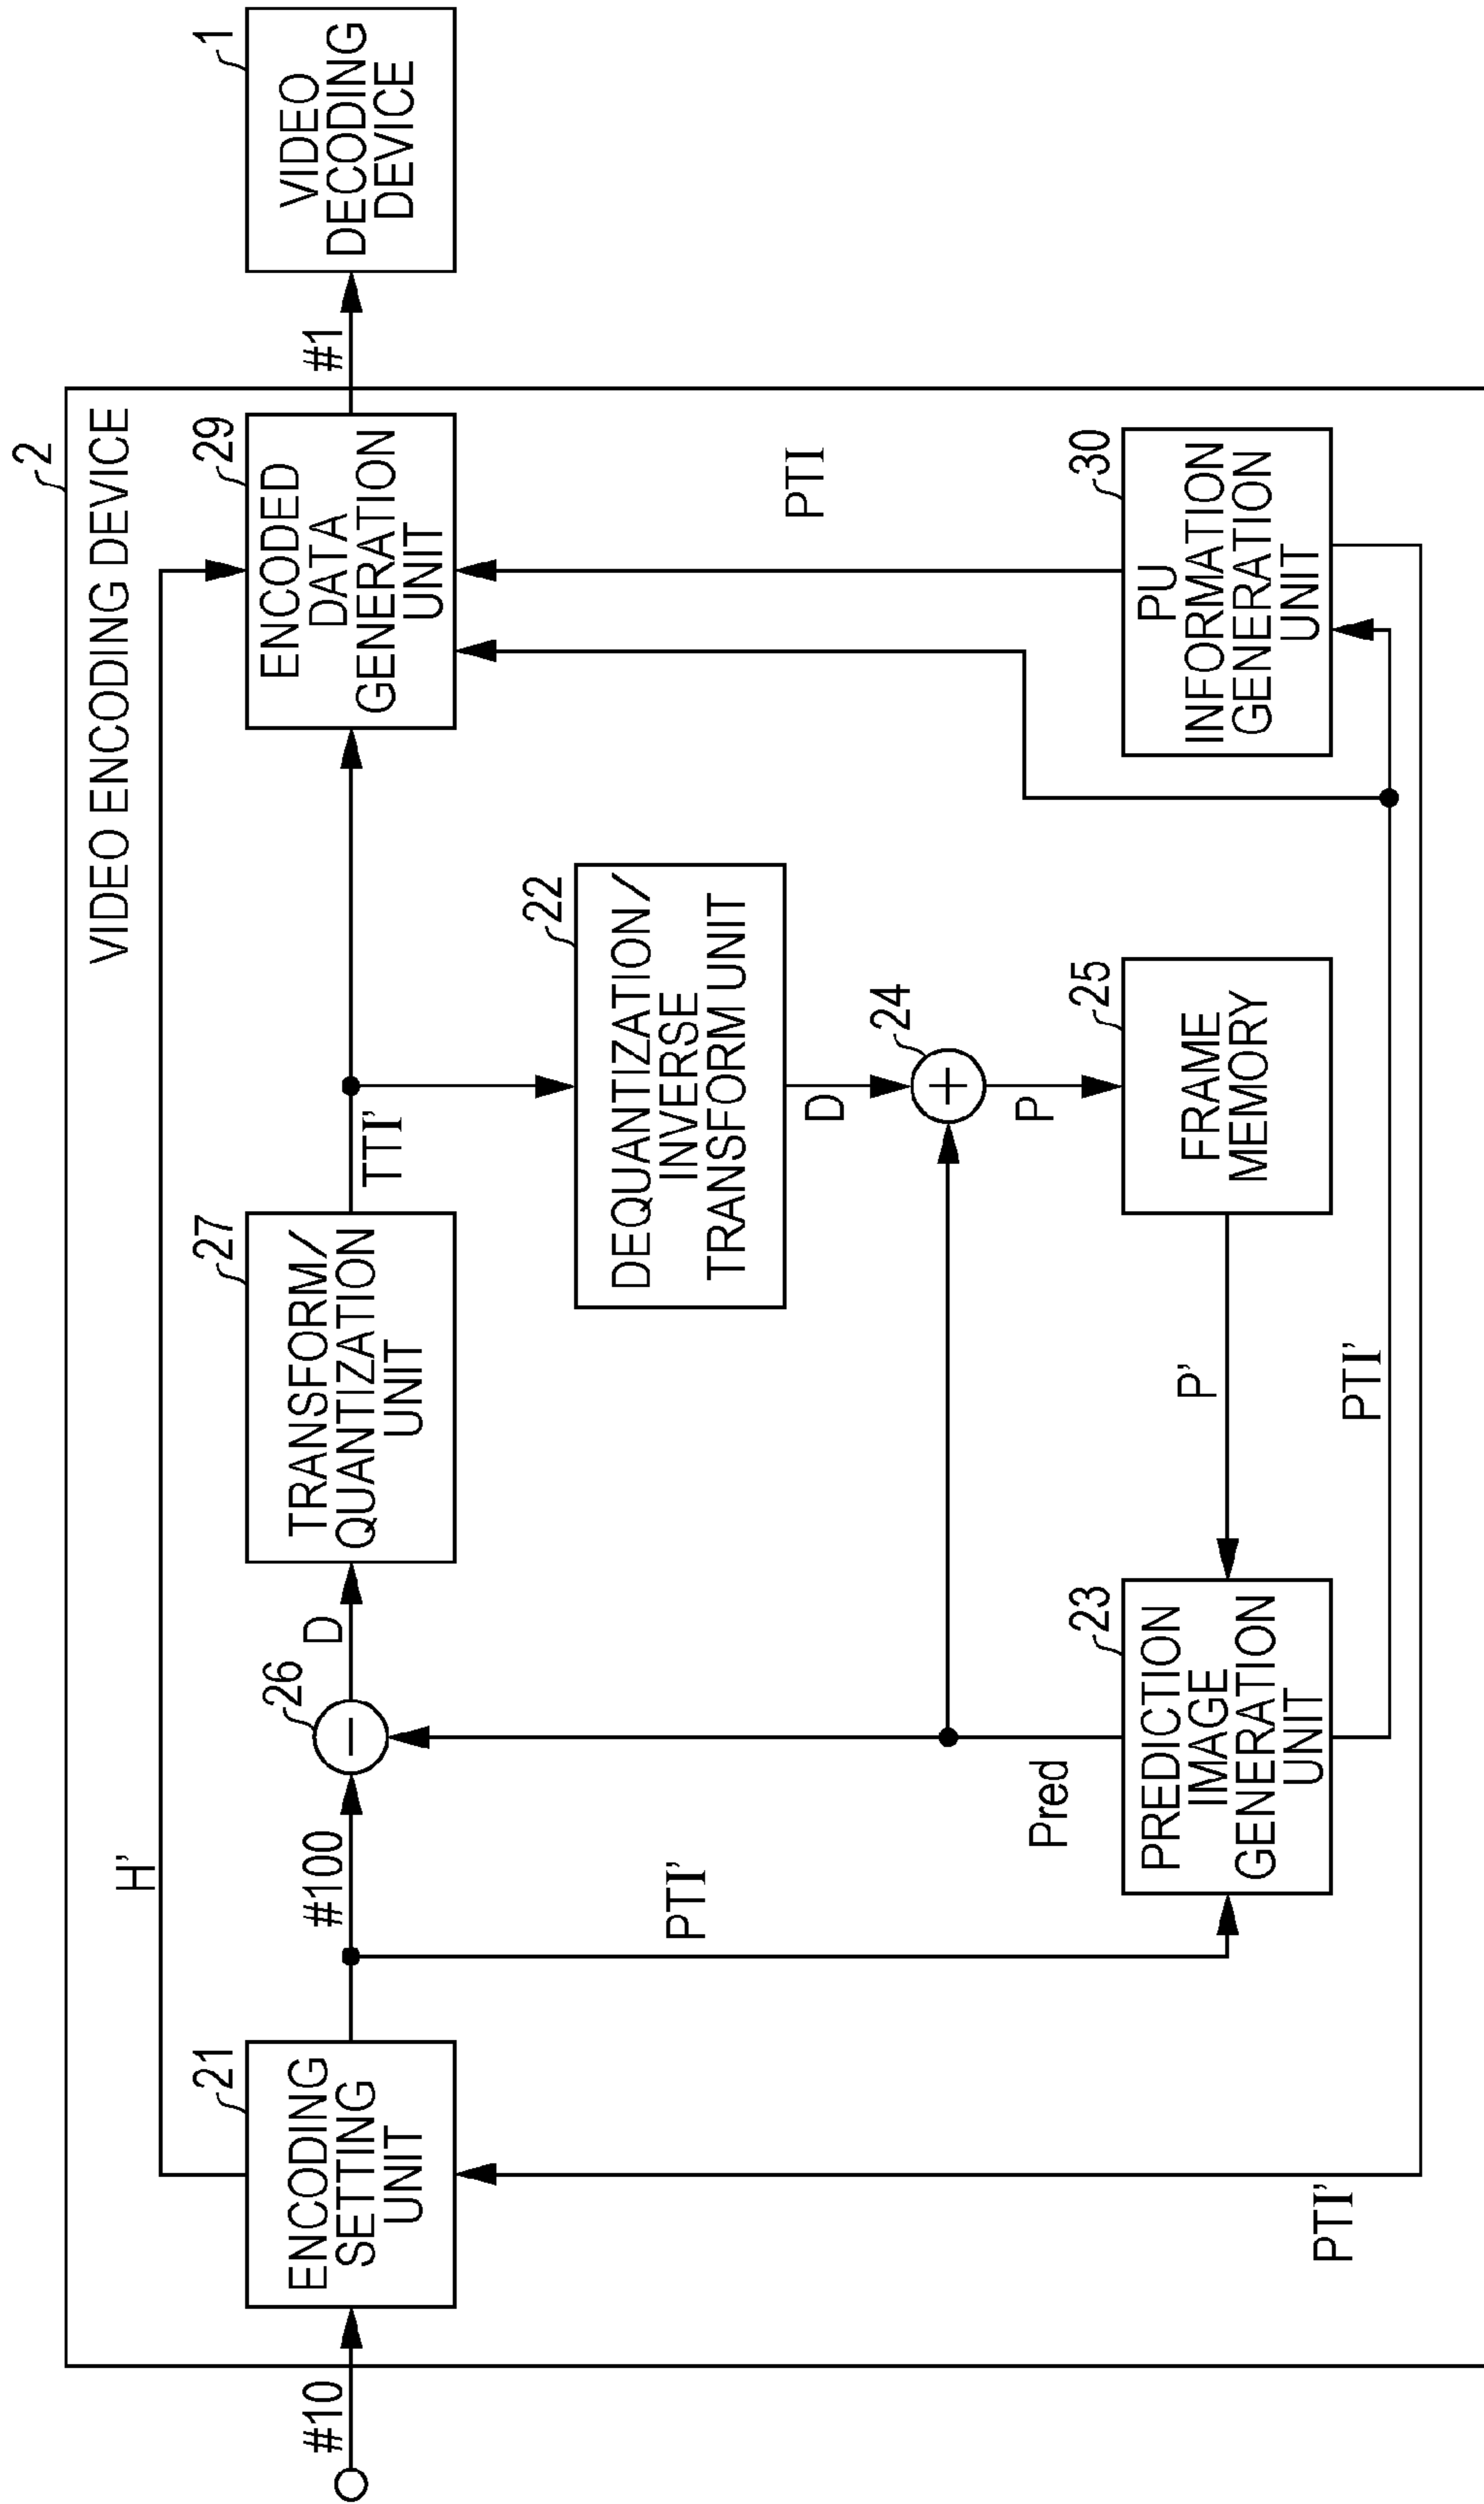 2
VIDEO ENCODING DEVICE
H'
21
ENCODING
SETTING
UNIT
#10
#100
26
D
27
TRANSFORM/
QUANTIZATION
UNIT
TTI'
29
ENCODED
DATA
GENERATION
UNIT
#1
1
VIDEO
DECODING
DEVICE
22
DEQUANTIZATION/
INVERSE
TRANSFORM UNIT
PTI'
PTI
D
24
+
−
Pred
P
23
PREDICTION
IMAGE
GENERATION
UNIT
P'
25
FRAME
MEMORY
30
PU
INFORMATION
GENERATION
UNIT
PTI'
PTI'